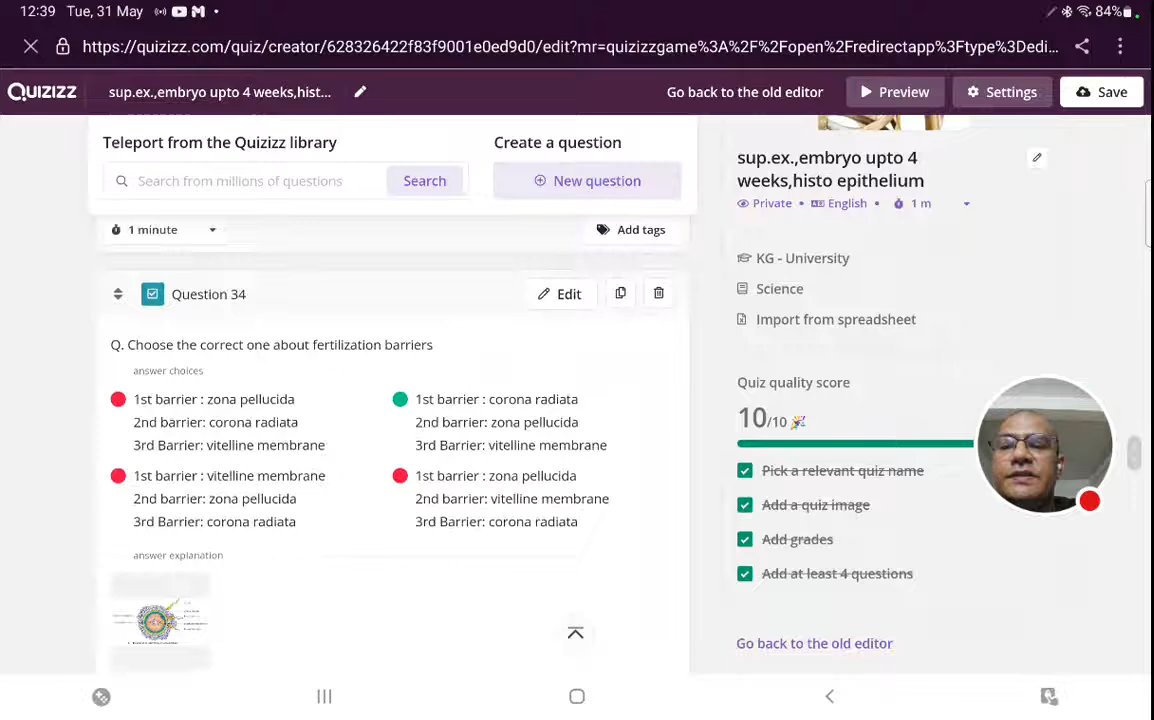 12:39 Tue, 31 May
84%
https://quizizz.com/quiz/creator/628326422f83f9001e0ed9d0/edit?mr=quizizzgame%3A%2F%2Fopen%2Fredirectapp%3Ftype%3Dedi...
QUIZIZZ
sup.ex.,embryo upto 4 weeks,hist...
Go back to the old editor
Preview
Settings
Save
Teleport from the Quizizz library
Search from millions of questions
Search
Create a question
New question
1 minute
Add tags
Question 34
Edit
Q. Choose the correct one about fertilization barriers
answer choices
1st barrier : zona pellucida
2nd barrier: corona radiata
3rd Barrier: vitelline membrane
1st barrier : corona radiata
2nd barrier: zona pellucida
3rd Barrier: vitelline membrane
1st barrier : vitelline membrane
2nd barrier: zona pellucida
3rd Barrier: corona radiata
1st barrier : zona pellucida
2nd barrier: vitelline membrane
3rd Barrier: corona radiata
answer explanation
sup.ex.,embryo upto 4
weeks,histo epithelium
Private • English • 1 m
KG - University
Science
Import from spreadsheet
Quiz quality score
10/10
Pick a relevant quiz name
Add a quiz image
Add grades
Add at least 4 questions
Go back to the old editor